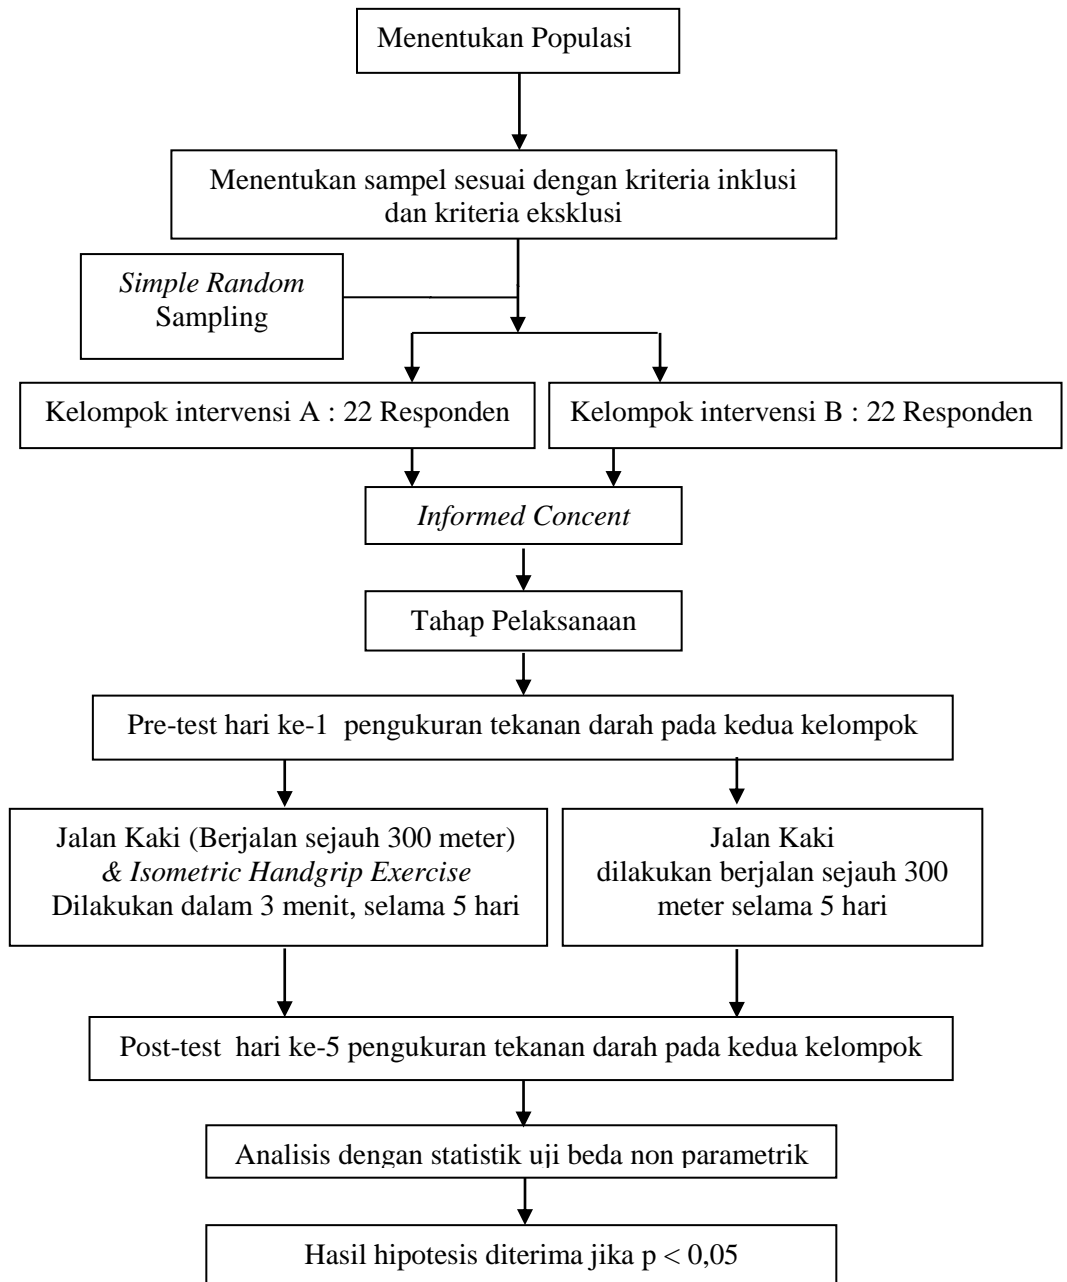 Menentukan Populasi
Menentukan sampel sesuai dengan kriteria inklusi
dan kriteria eksklusi
Simple Random
Sampling
Kelompok intervensi A : 22 Responden
Kelompok intervensi B : 22 Responden
Informed Concent
Tahap Pelaksanaan
Pre-test hari ke-1 pengukuran tekanan darah pada kedua kelompok
Jalan Kaki (Berjalan sejauh 300 meter)
& Isometric Handgrip Exercise
Dilakukan dalam 3 menit, selama 5 hari
Jalan Kaki
dilakukan berjalan sejauh 300
meter selama 5 hari
Post-test hari ke-5 pengukuran tekanan darah pada kedua kelompok
Analisis dengan statistik uji beda non parametrik
Hasil hipotesis diterima jika p < 0,05